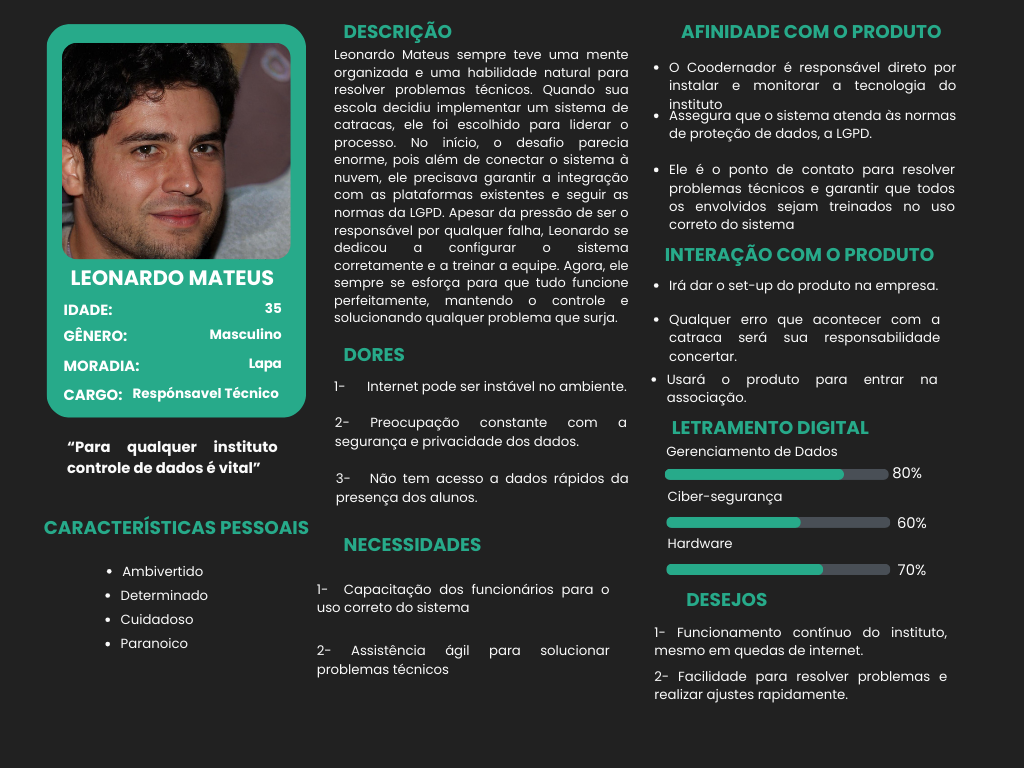 LEONARDO MATEUS
IDADE: 35
GÊNERO: Masculino
MORADIA: Lapa
CARGO: Respónsavel Técnico
“Para qualquer instituto
controle de dados é vital”
CARACTERÍSTICAS PESSOAIS
• Ambivertido
• Determinado
• Cuidadoso
• Paranoico
DESCRIÇÃO
Leonardo Mateus sempre teve uma mente
organizada e uma habilidade natural para
resolver problemas técnicos. Quando sua
escola decidiu implementar um sistema de
catracas, ele foi escolhido para liderar o
processo. No início, o desafio parecia
enorme, pois além de conectar o sistema à
nuvem, ele precisava garantir a integração
com as plataformas existentes e seguir as
normas da LGPD. Apesar da pressão de ser o
responsável por qualquer falha, Leonardo se
dedicou a configurar o sistema
corretamente e a treinar a equipe. Agora, ele
sempre se esforça para que tudo funcione
perfeitamente, mantendo o controle e
solucionando qualquer problema que surja.
DORES
1- Internet pode ser instável no ambiente.
2- Preocupação constante com a
segurança e privacidade dos dados.
3- Não tem acesso a dados rápidos da
presença dos alunos.
NECESSIDADES
1- Capacitação dos funcionários para o
uso correto do sistema
2- Assistência ágil para solucionar
problemas técnicos
AFINIDADE COM O PRODUTO
• O Coodernador é responsável direto por
instalar e monitorar a tecnologia do
instituto
• Assegura que o sistema atenda às normas
de proteção de dados, a LGPD.
• Ele é o ponto de contato para resolver
problemas técnicos e garantir que todos
os envolvidos sejam treinados no uso
correto do sistema
INTERAÇÃO COM O PRODUTO
• Irá dar o set-up do produto na empresa.
• Qualquer erro que acontecer com a
catraca será sua responsabilidade
concertar.
• Usará o produto para entrar na
associação.
LETRAMENTO DIGITAL
Gerenciamento de Dados
80%
Ciber-segurança
60%
Hardware
70%
DESEJOS
1- Funcionamento contínuo do instituto,
mesmo em quedas de internet.
2- Facilidade para resolver problemas e
realizar ajustes rapidamente.